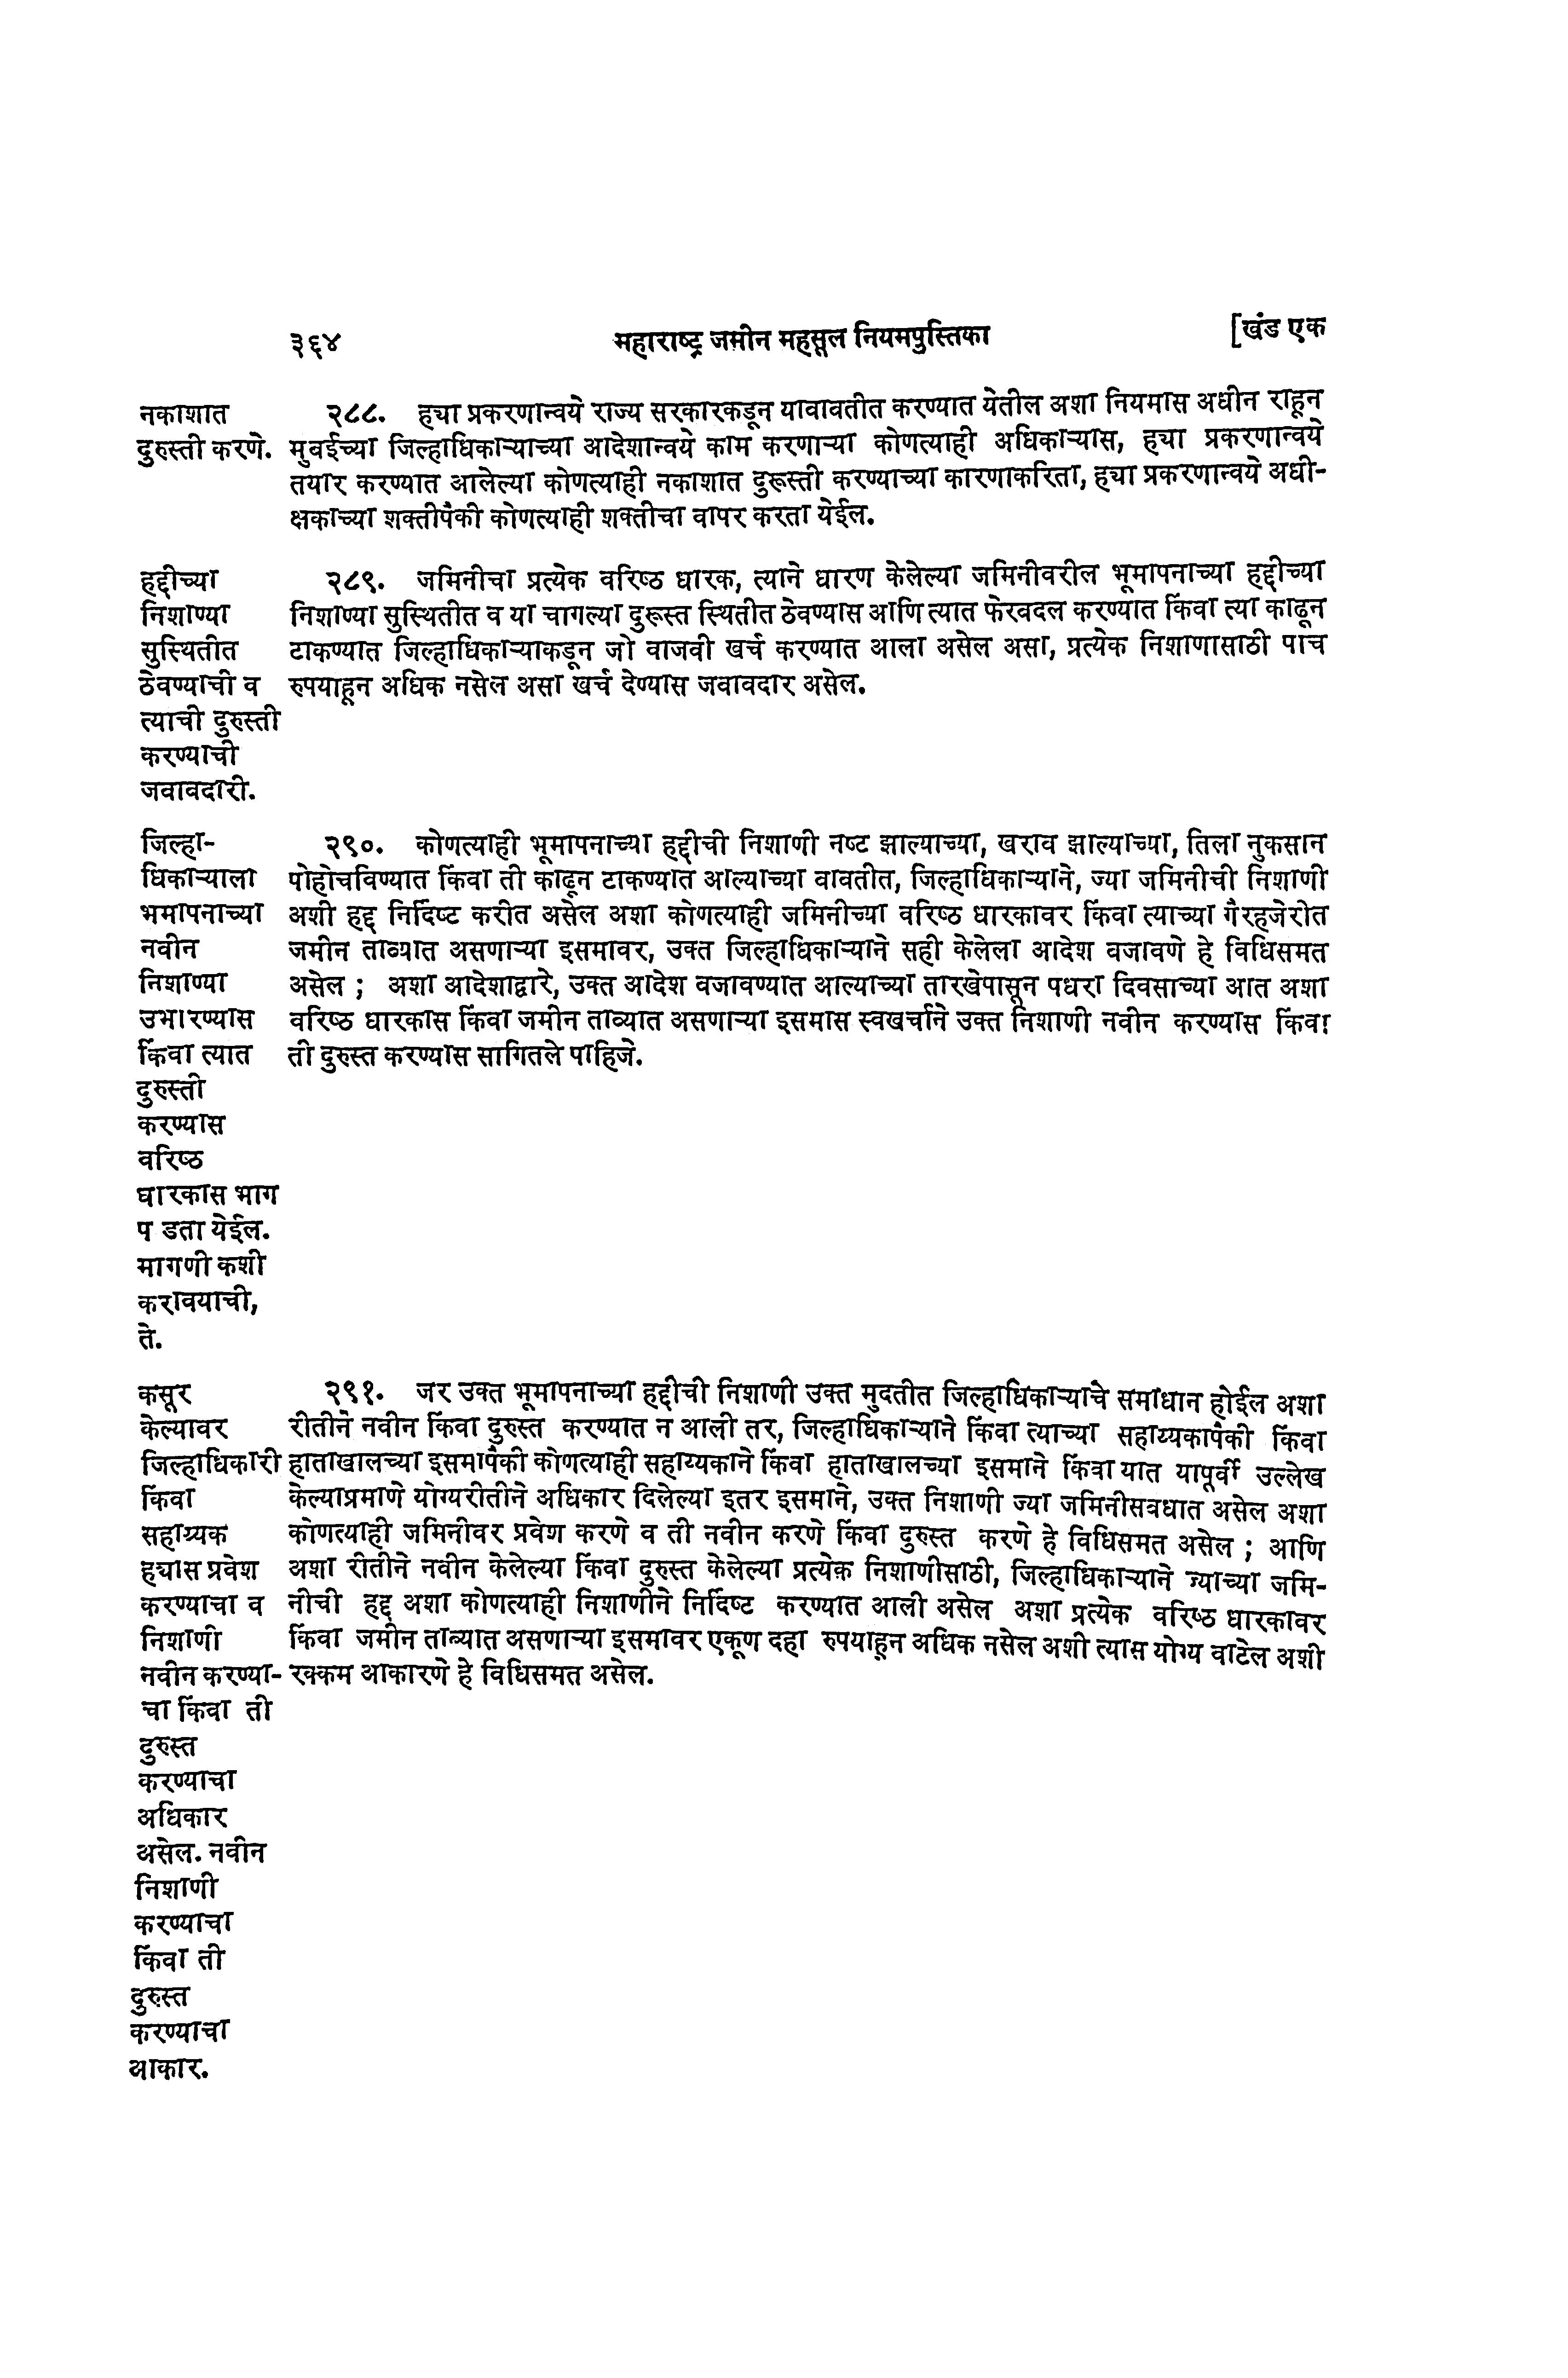 ३६४ महाराष्ट्र जमीन महसूल नियमपुस्तिका [खंड एक
नकाशात
दुरुस्ती करणे.
२८८. ह्या प्रकरणान्वये राज्य सरकारकडून यावावतीत करण्यात येतील अशा नियमास अधीन राहून
मुवईच्या जिल्हाधिकाऱ्याच्या आदेशान्वये काम करणाऱ्या कोणत्याही अधिकाऱ्यास, ह्या प्रकरणान्वये
तयार करण्यात आलेल्या कोणत्याही नकाशात दुरूस्ती करण्याच्या कारणाकरिता, ह्या प्रकरणान्वये अधी-
क्षकाच्या शक्तीपैकी कोणत्याही शक्तीचा वापर करता येईल.
हद्दीच्या
निशाण्या
सुस्थितीत
ठेवण्याची व
त्याची दुरुस्ती
करण्याची
जवावदारी.
२८९. जमिनीचा प्रत्येक वरिष्ठ धारक, त्याने धारण केलेल्या जमिनीवरील भूमापनाच्या हद्दीच्या
निशाण्या सुस्थितीत व या चागल्या दुरूस्त स्थितीत ठेवण्यास आणि त्यात फेरवदल करण्यात किंवा त्या काढून
टाकण्यात जिल्हाधिकाऱ्याकडून जो वाजवी खर्च करण्यात आला असेल असा, प्रत्येक निशाणासाठी पाच
रुपयाहून अधिक नसेल असा खर्च देण्यास जवावदार असेल.
जिल्हा-
धिकाऱ्याला
भमापनाच्या
नवीन
निशाण्या
उभारण्यास
किंवा त्यात
दुरुस्ती
करण्यास
वरिष्ठ
धारकास भाग
प डता येईल.
मागणी कशी
करावयाची,
ते.
२९०. कोणत्याही भूमापनाच्या हद्दीची निशाणी नष्ट झाल्याच्या, खराव झाल्याच्या, तिला नुकसान
पोहोचविण्यात किंवा ती काढून टाकण्यात आल्याच्या वावतीत, जिल्हाधिकाऱ्याने, ज्या जमिनीची निशाणी
अशी हद्द निर्दिष्ट करीत असेल अशा कोणत्याही जमिनीच्या वरिष्ठ धारकावर किंवा त्याच्या गैरहजेरोत
जमीन ताव्यात असणाऱ्या इसमावर, उक्त जिल्हाधिकाऱ्याने सही केलेला आदेश वजावणे हे विधिसमत
असेल ; अशा आदेशाद्वारे, उक्त आदेश वजावण्यात आल्याच्या तारखेपासून पधरा दिवसाच्या आत अशा
वरिष्ठ धारकास किंवा जमीन ताव्यात असणाऱ्या इसमास स्वखर्चाने उक्त निशाणी नवीन करण्यास किंवा
ती दुरुस्त करण्यास सागितले पाहिजे.
कसूर
केल्यावर
जिल्हाधिकारी
किंवा
सहाय्यक
ह्यास प्रवेश
करण्याचा व
निशाणी
नवीन करण्या-
चा किंवा ती
दुरुस्त
करण्याचा
अधिकार
असेल. नवीन
निशाणी
करण्याचा
किंवा ती
दुरुस्त
करण्याचा
आकार.
२९१. जर उक्त भूमापनाच्या हद्दीची निशाणी उक्त मुदतीत जिल्हाधिकाऱ्याचे समाधान होईल अशा
रीतीने नवीन किंवा दुरुस्त करण्यात न आली तर, जिल्हाधिकाऱ्याने किंवा त्याच्या सहाय्यकापैकी किंवा
हाताखालच्या इसमापैकी कोणत्याही सहाय्यकाने किंवा हाताखालच्या इसमाने किंवा यात यापूर्वी उल्लेख
केल्याप्रमाणे योग्यरीतीने अधिकार दिलेल्या इतर इसमाने, उक्त निशाणी ज्या जमिनीसवधात असेल अशा
कोणत्याही जमिनीवर प्रवेश करणे व ती नवीन करणे किंवा दुरुस्त करणे हे विधिसमत असेल ; आणि
अशा रीतीने नवीन केलेल्या किंवा दुरुस्त केलेल्या प्रत्येक निशाणीसाठी, जिल्हाधिकाऱ्याने ग्याच्या जमि-
नीची हद्द अशा कोणत्याही निशाणीने निर्दिष्ट करण्यात आली असेल अशा प्रत्येक वरिष्ठ धारकावर
किंवा जमीन ताव्यात असणाऱ्या इसमावर एकूण दहा रुपयाहून अधिक नसेल अशी त्यास योग्य वाटेल अशी
रक्कम आकारणे हे विधिसमत असेल.